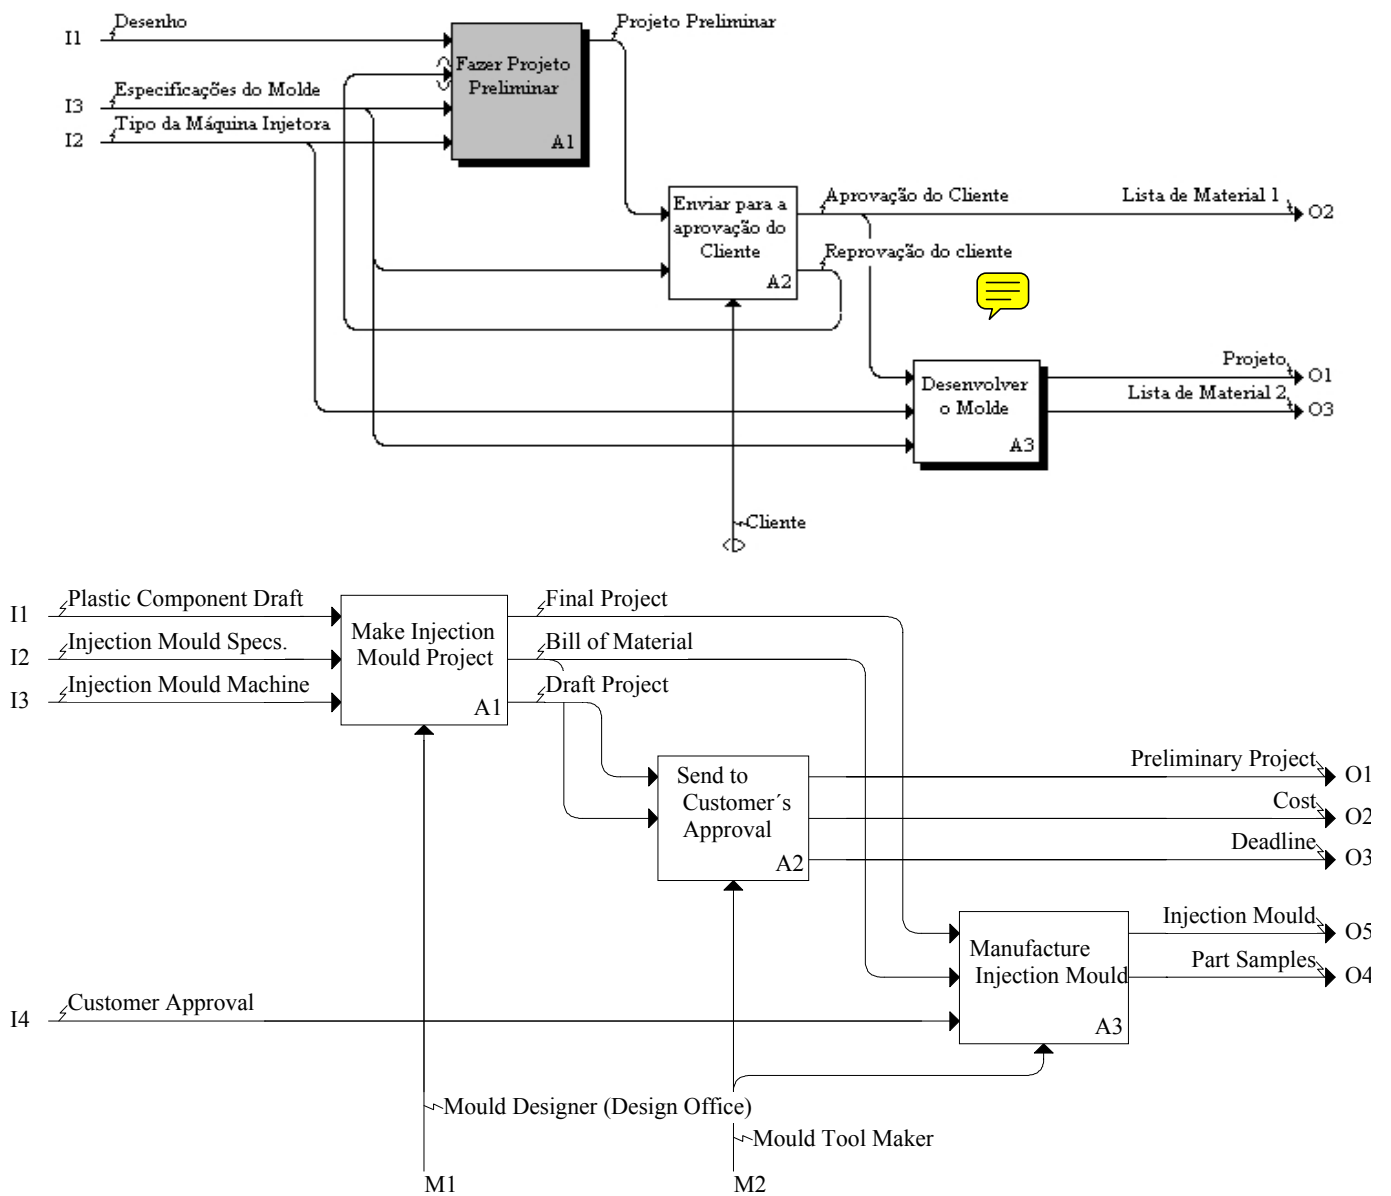 Desenho
I1
Projeto Preliminar
Fazer Projeto
Preliminar
Especificações do Molde
I3
Tipo da Máquina Injetora
I2
A1
Enviar para a
aprovação do
Cliente
A2
Aprovação do Cliente
Lista de Material 1
O2
Reprovação do cliente
Desenvolver
o Molde
A3
Projeto
O1
Lista de Material 2
O3
Cliente
I1
Plastic Component Draft
I2
Injection Mould Specs.
I3
Injection Mould Machine
Make Injection
Mould Project
A1
Final Project
Bill of Material
Draft Project
Send to
Customer´s
Approval
A2
Preliminary Project
O1
Cost
O2
Deadline
O3
Manufacture
Injection Mould
A3
Injection Mould
O5
Part Samples
O4
I4
Customer Approval
Mould Designer (Design Office)
Mould Tool Maker
M1
M2